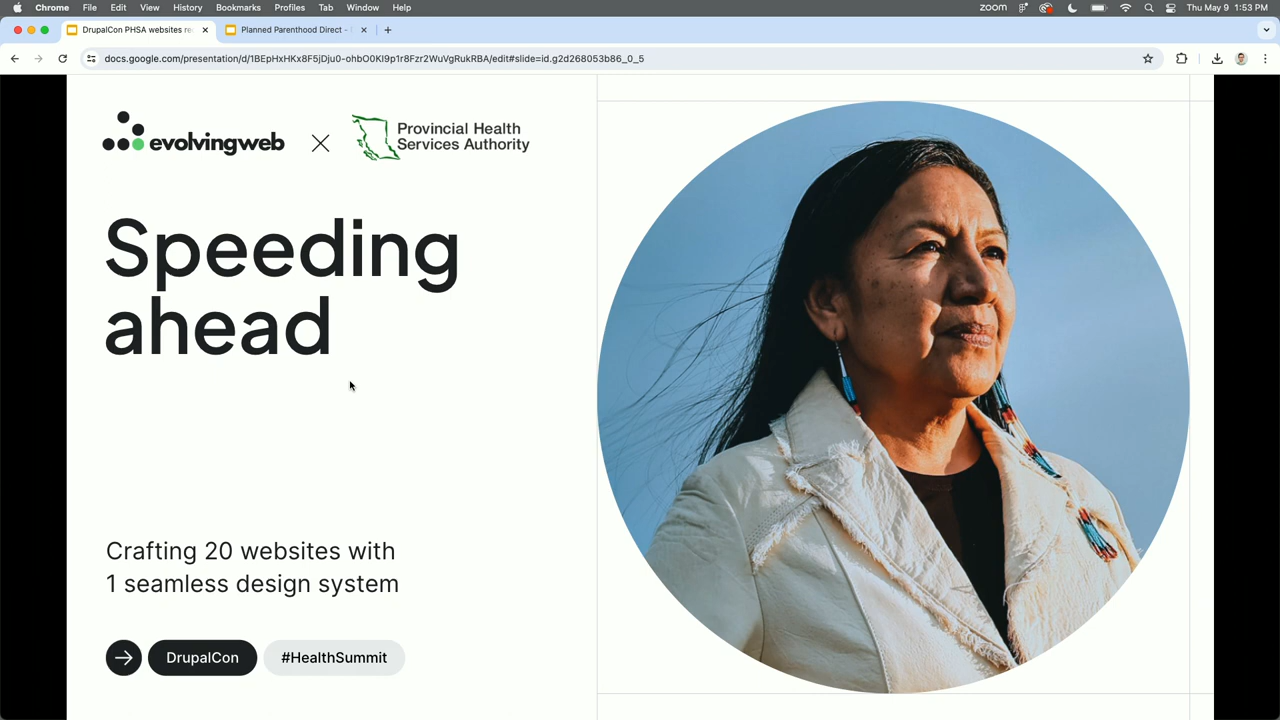 Chrome File Edit View History Bookmarks Profiles Tab Window Help zoom Thu May 9 1:53 PM
DrupalCon PHSA websites re Planned Parenthood Direct -
docs.google.com/presentation/d/1BEpHxHKx8F5jDju0-ohbO0KI9p1r8Fzr2WuVgRukRBA/edit#slide=id.g2d268053b86_0_5
evolvingweb
Provincial Health
Services Authority
Speeding
ahead
Crafting 20 websites with
1 seamless design system
DrupalCon #HealthSummit